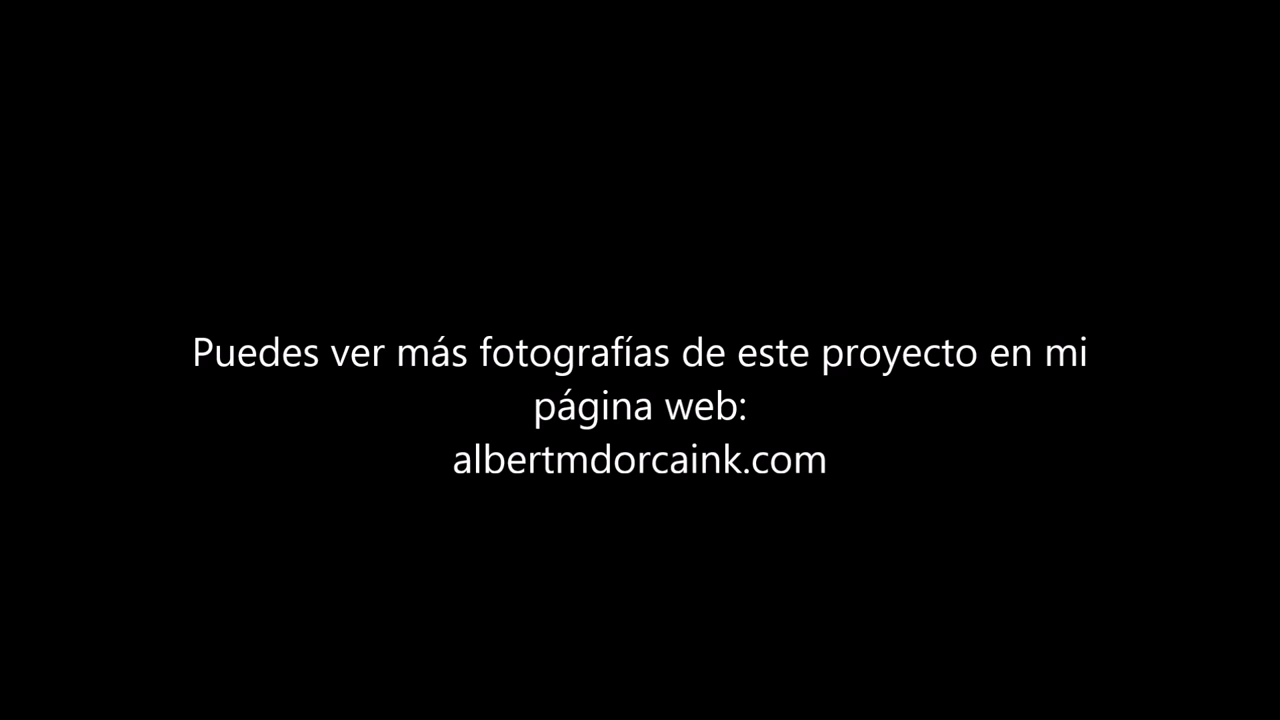 Puedes ver más fotografías de este proyecto en mi
página web:
albertmdorcaink.com